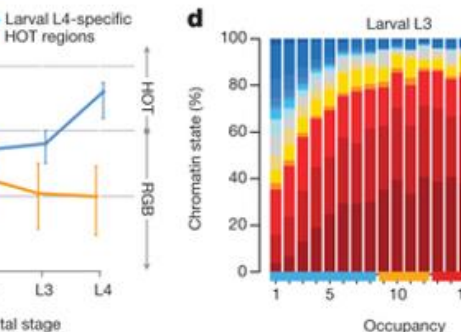 Larval L4-specific
HOT regions
HOT
RGB
L3
L4
tal stage
d
Larval L3
Chromatin state (%)
100
80
60
40
20
0
1
5
10
1
Occupancy